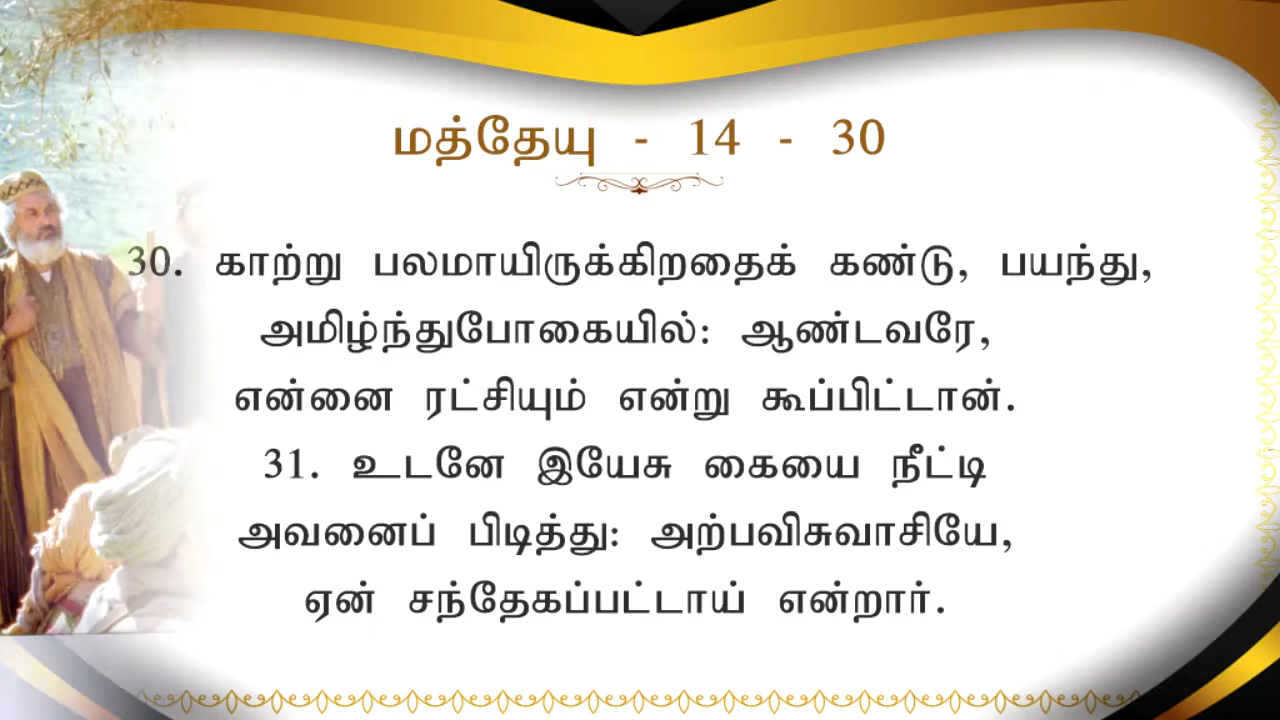 மத்தேயு - 14 - 30
30. காற்று பலமாயிருக்கிறதைக் கண்டு, பயந்து,
அமிழ்ந்துபோகையில்: ஆண்டவரே,
என்னை ரட்சியும் என்று கூப்பிட்டான்.
31. உடனே இயேசு கையை நீட்டி
அவனைப் பிடித்து: அற்பவிசுவாசியே,
ஏன் சந்தேகப்பட்டாய் என்றார்.